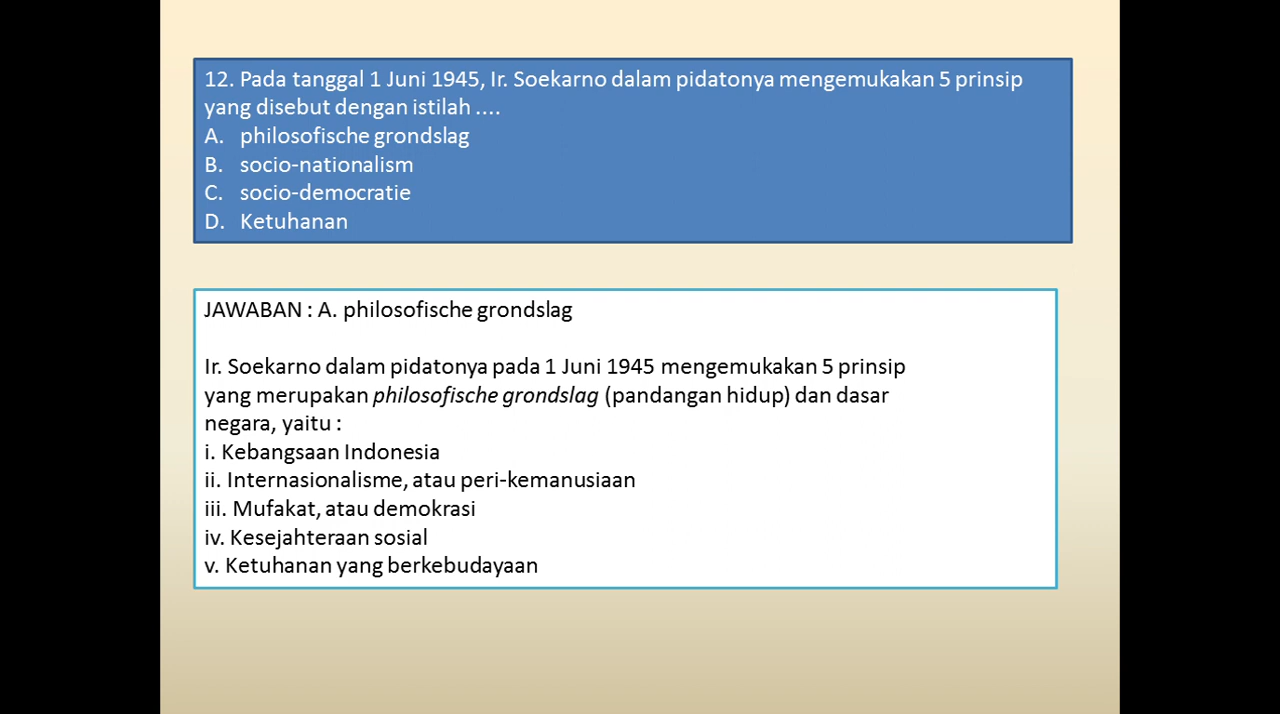 12. Pada tanggal 1 Juni 1945, Ir. Soekarno dalam pidatonya mengemukakan 5 prinsip
yang disebut dengan istilah ....
A. philosofische grondslag
B. socio-nationalism
C. socio-democratie
D. Ketuhanan
JAWABAN : A. philosofische grondslag
Ir. Soekarno dalam pidatonya pada 1 Juni 1945 mengemukakan 5 prinsip
yang merupakan philosofische grondslag (pandangan hidup) dan dasar
negara, yaitu :
i. Kebangsaan Indonesia
ii. Internasionalisme, atau peri-kemanusiaan
iii. Mufakat, atau demokrasi
iv. Kesejahteraan sosial
v. Ketuhanan yang berkebudayaan